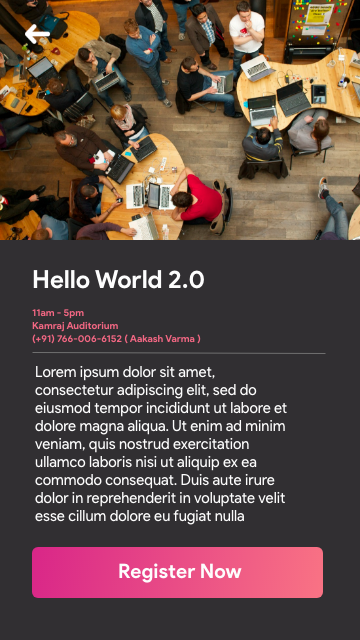 Hello World 2.0
11am - 5pm
Kamraj Auditorium
(+91) 766-006-6152 ( Aakash Varma )
Lorem ipsum dolor sit amet,
consectetur adipiscing elit, sed do
eiusmod tempor incididunt ut labore et
dolore magna aliqua. Ut enim ad minim
veniam, quis nostrud exercitation
ullamco laboris nisi ut aliquip ex ea
commodo consequat. Duis aute irure
dolor in reprehenderit in voluptate velit
esse cillum dolore eu fugiat nulla
Register Now